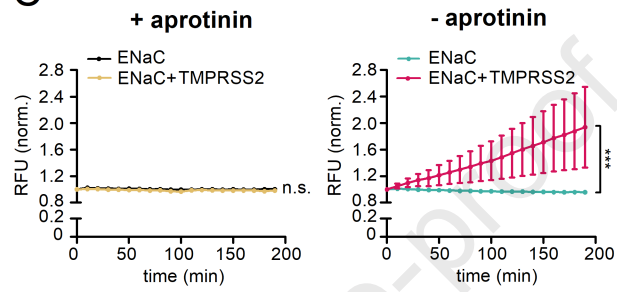 + aprotinin
ENaC
ENaC+TMPRSS2
RFU (norm.)
2.8
2.4
2.0
1.6
1.2
0.8
0.2
0
n.s.
0 50 100 150 200
time (min)
- aprotinin
ENaC
ENaC+TMPRSS2
RFU (norm.)
2.8
2.4
2.0
1.6
1.2
0.8
0.2
0
***
0 50 100 150 200
time (min)